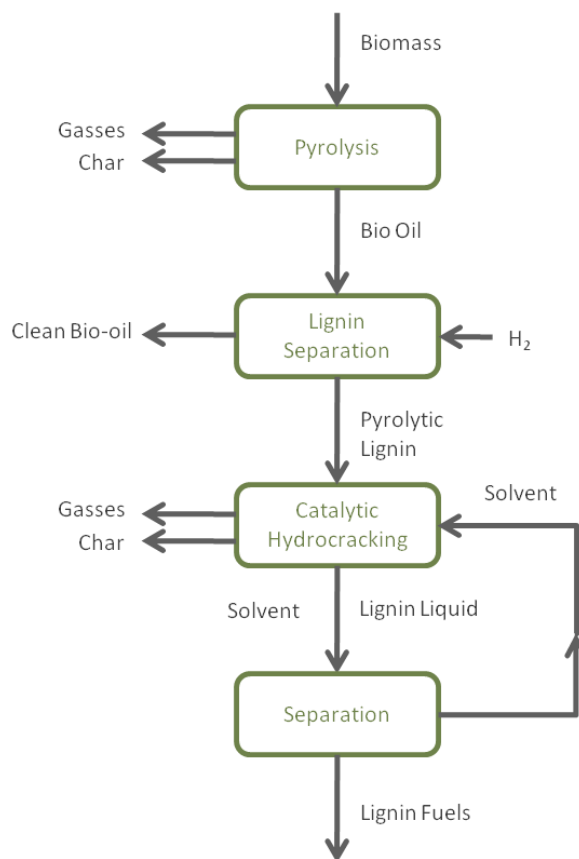 Biomass
Gasses
Char
Pyrolysis
Bio Oil
Clean Bio-oil
Lignin
Separation
H₂
Pyrolytic
Lignin
Gasses
Char
Catalytic
Hydrocracking
Solvent
Solvent
Lignin Liquid
Separation
Lignin Fuels